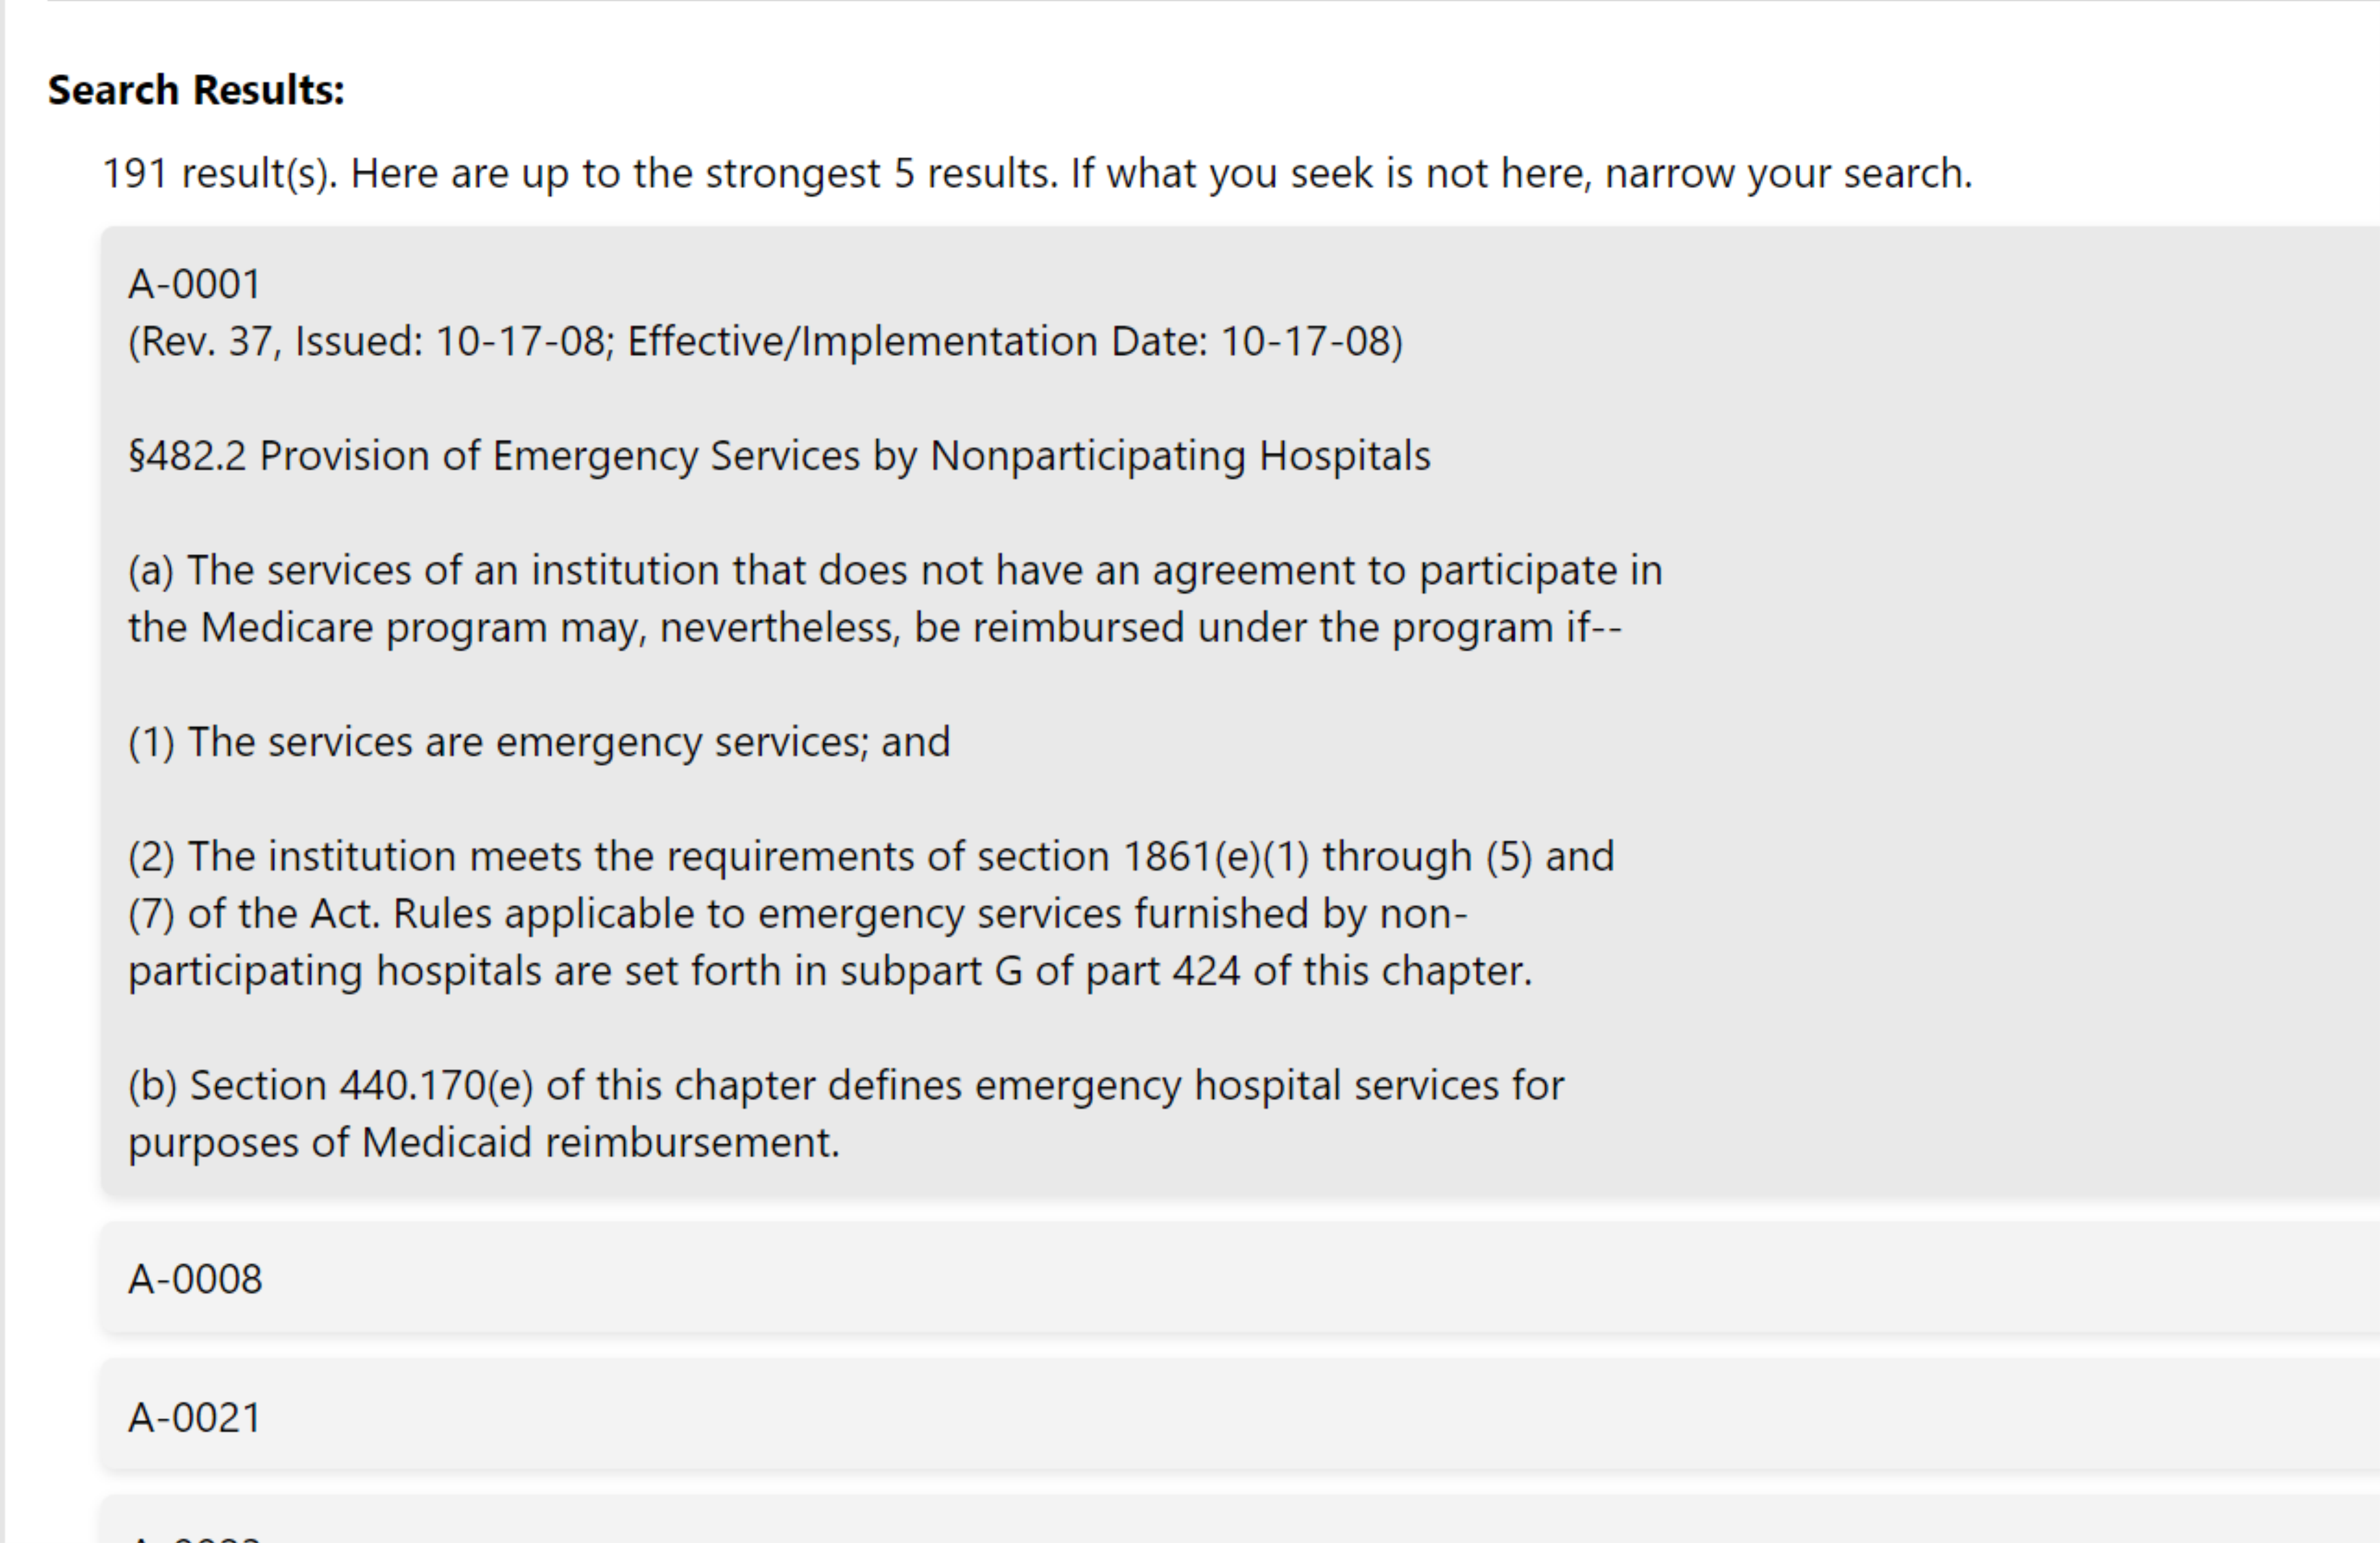 Search Results:
191 result(s). Here are up to the strongest 5 results. If what you seek is not here, narrow your search.
A-0001
(Rev. 37, Issued: 10-17-08; Effective/Implementation Date: 10-17-08)
§482.2 Provision of Emergency Services by Nonparticipating Hospitals
(a) The services of an institution that does not have an agreement to participate in
the Medicare program may, nevertheless, be reimbursed under the program if--
(1) The services are emergency services; and
(2) The institution meets the requirements of section 1861(e)(1) through (5) and
(7) of the Act. Rules applicable to emergency services furnished by non-
participating hospitals are set forth in subpart G of part 424 of this chapter.
(b) Section 440.170(e) of this chapter defines emergency hospital services for
purposes of Medicaid reimbursement.
A-0008
A-0021